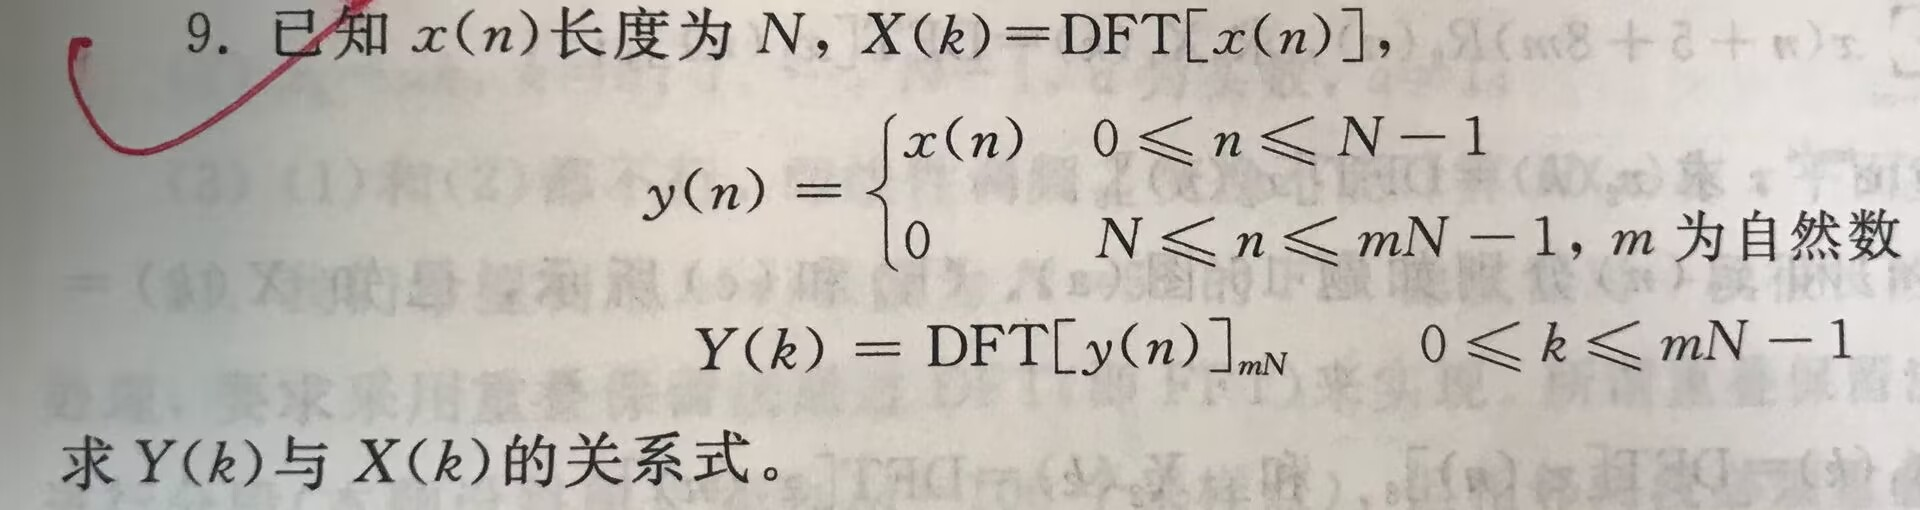 9. 已知 x(n)长度为 N, X(k)=DFT[x(n)],
y(n) = { x(n) 0 ⩽ n ⩽ N − 1
0 N ⩽ n ⩽ mN − 1, m 为自然数
Y(k) = DFT[y(n)]mN 0 ⩽ k ⩽ mN − 1
求 Y(k)与 X(k)的关系式。